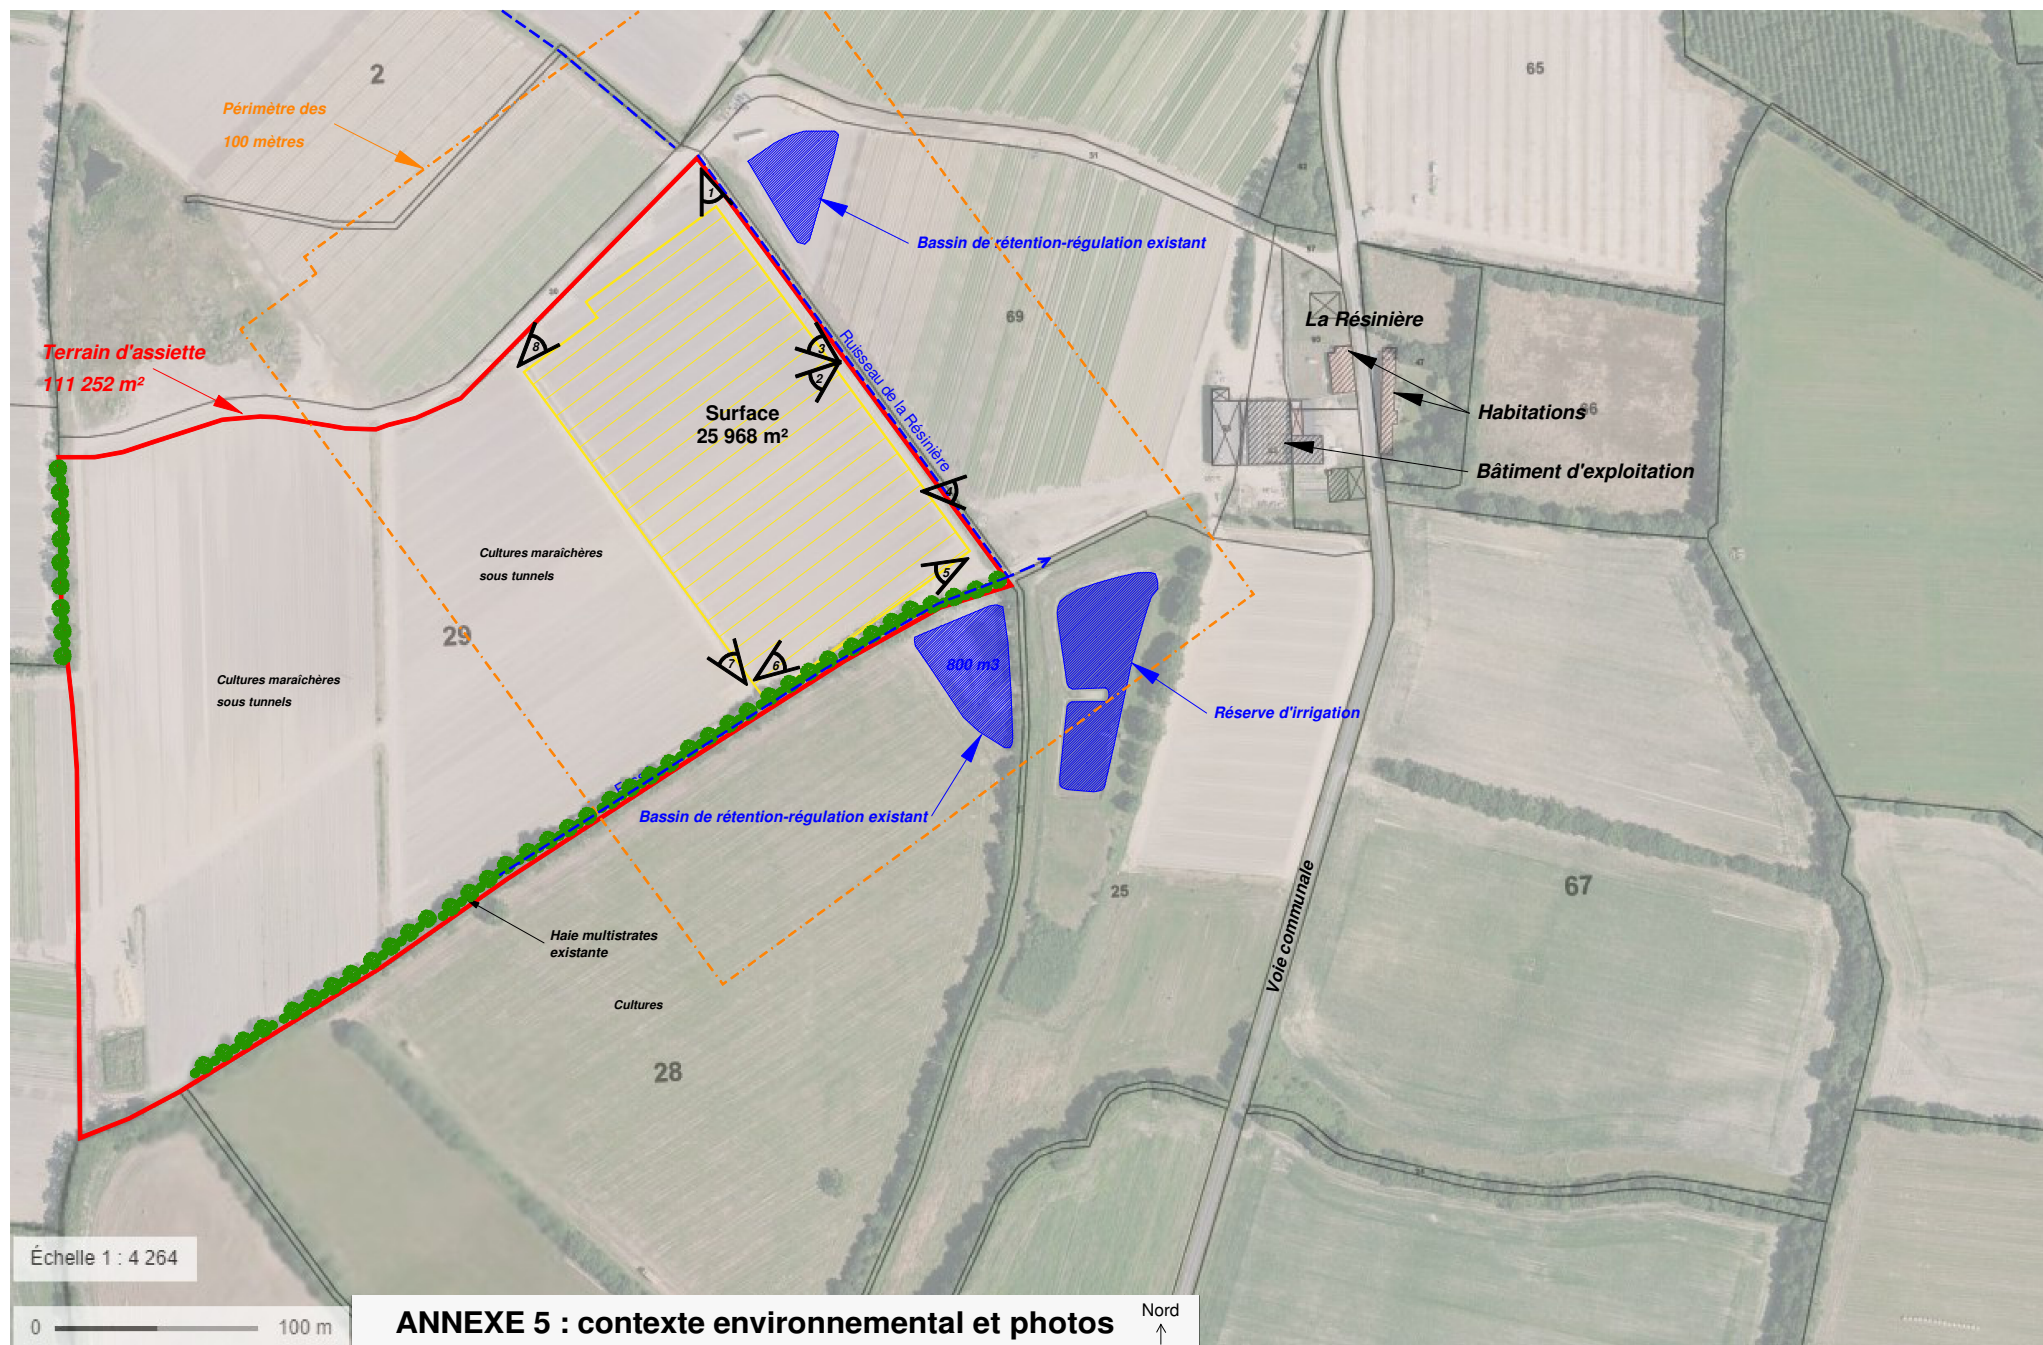 2
65
Périmètre des
100 mètres
51
Bassin de rétention-régulation existant
69
La Résinière
Terrain d'assiette
111 252 m²
1
8
3
2
Ruisseau de la Résinière
Surface
25 968 m²
Habitations
Bâtiment d'exploitation
4
5
Cultures maraîchères
sous tunnels
29
7
6
800 m3
Cultures maraîchères
sous tunnels
Réserve d'irrigation
Bassin de rétention-régulation existant
25
67
Voie communale
Haie multistrates
existante
Cultures
28
Échelle 1 : 4 264
0
100 m
ANNEXE 5 : contexte environnemental et photos
Nord